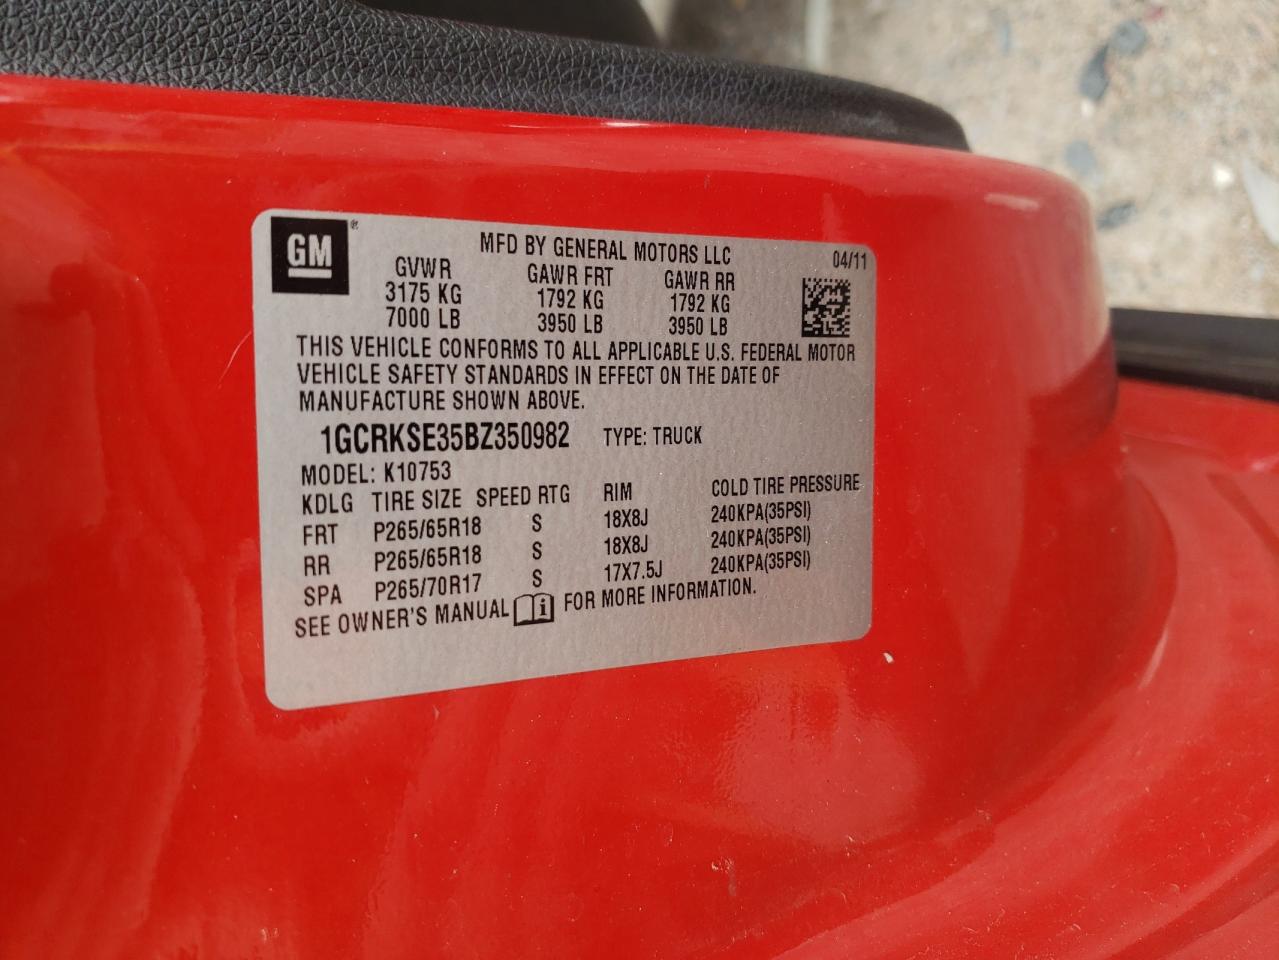 GM ®
MFD BY GENERAL MOTORS LLC 04/11
GVWR GAWR FRT GAWR RR
3175 KG 1792 KG 1792 KG
7000 LB 3950 LB 3950 LB
THIS VEHICLE CONFORMS TO ALL APPLICABLE U.S. FEDERAL MOTOR
VEHICLE SAFETY STANDARDS IN EFFECT ON THE DATE OF
MANUFACTURE SHOWN ABOVE.
1GCRKSE35BZ350982 TYPE: TRUCK
MODEL: K10753
KDLG TIRE SIZE SPEED RTG RIM COLD TIRE PRESSURE
FRT P265/65R18 S 18X8J 240KPA(35PSI)
RR P265/65R18 S 18X8J 240KPA(35PSI)
SPA P265/70R17 S 17X7.5J 240KPA(35PSI)
SEE OWNER'S MANUAL i FOR MORE INFORMATION.